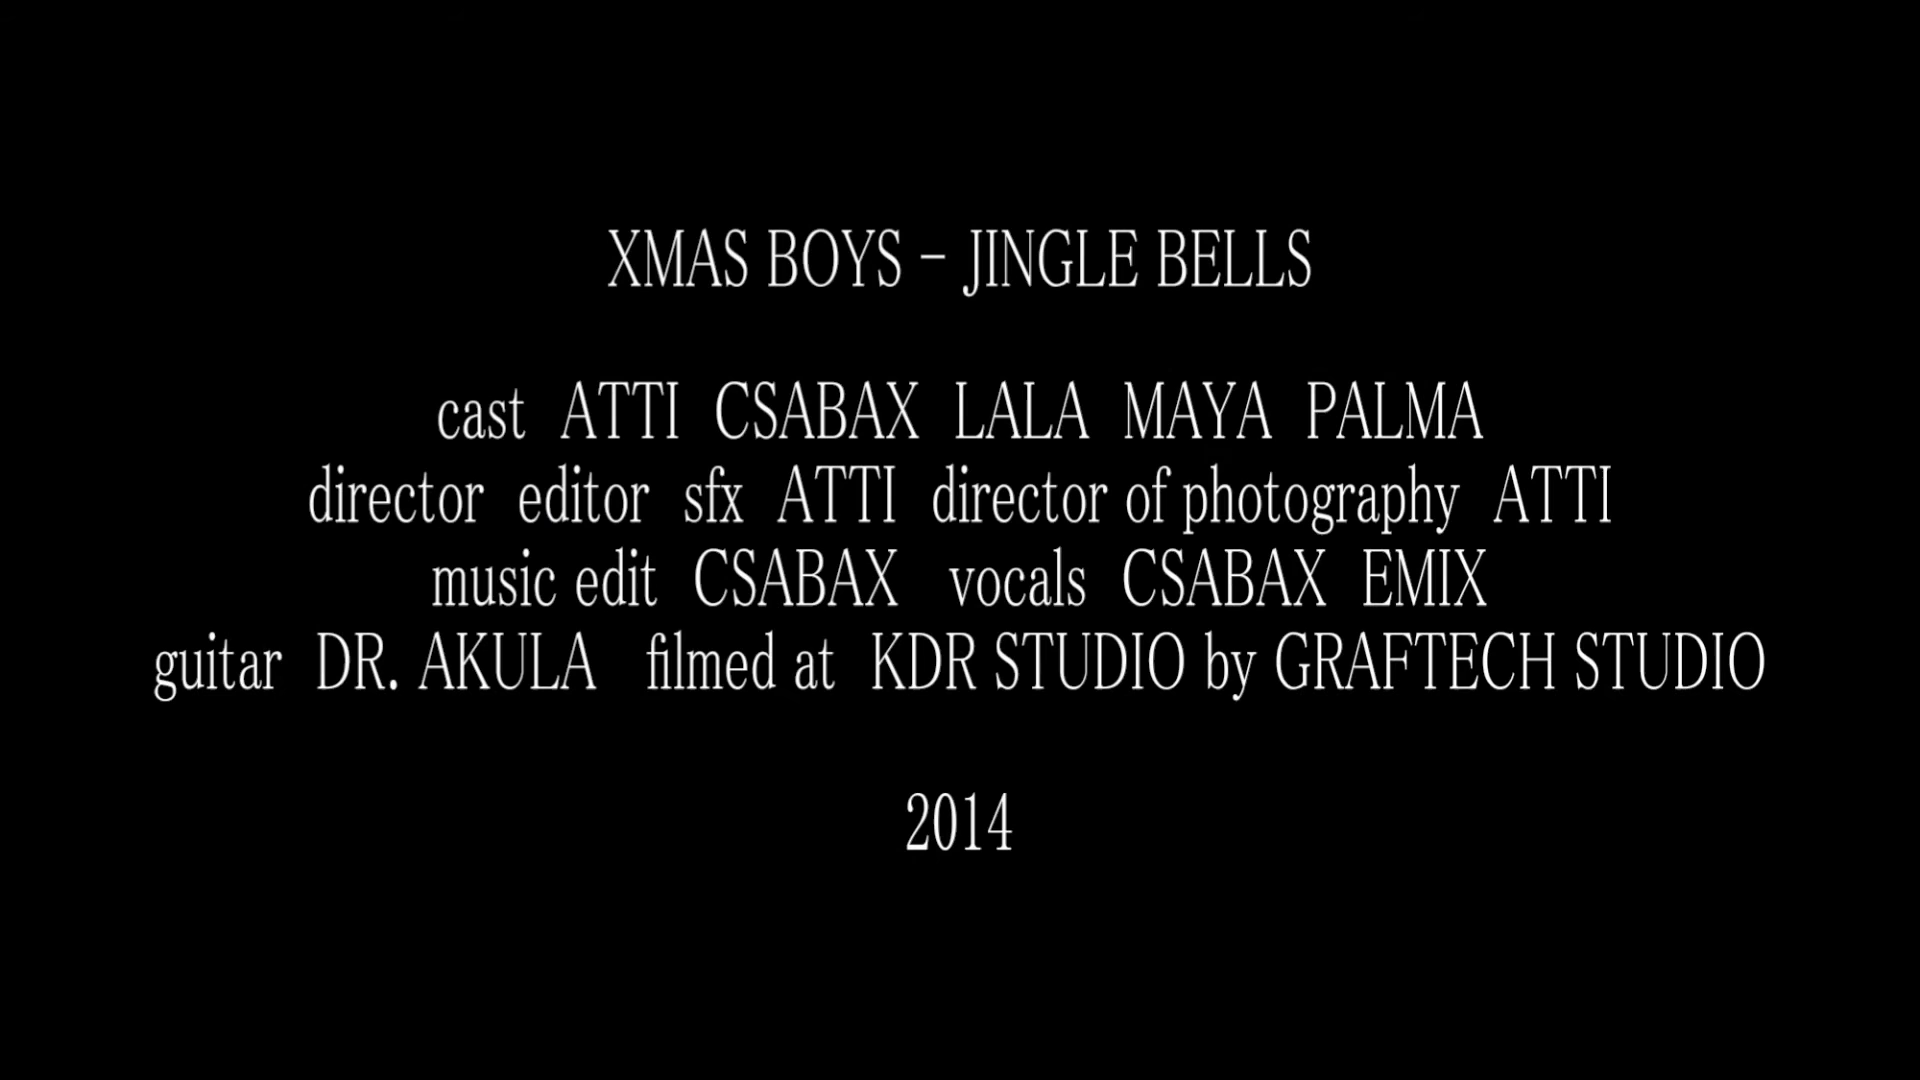 XMAS BOYS - JINGLE BELLS
cast ATTI CSABAX LALA MAYA PALMA
director editor sfx ATTI director of photography ATTI
music edit CSABAX vocals CSABAX EMIX
guitar DR. AKULA filmed at KDR STUDIO by GRAFTECH STUDIO
2014